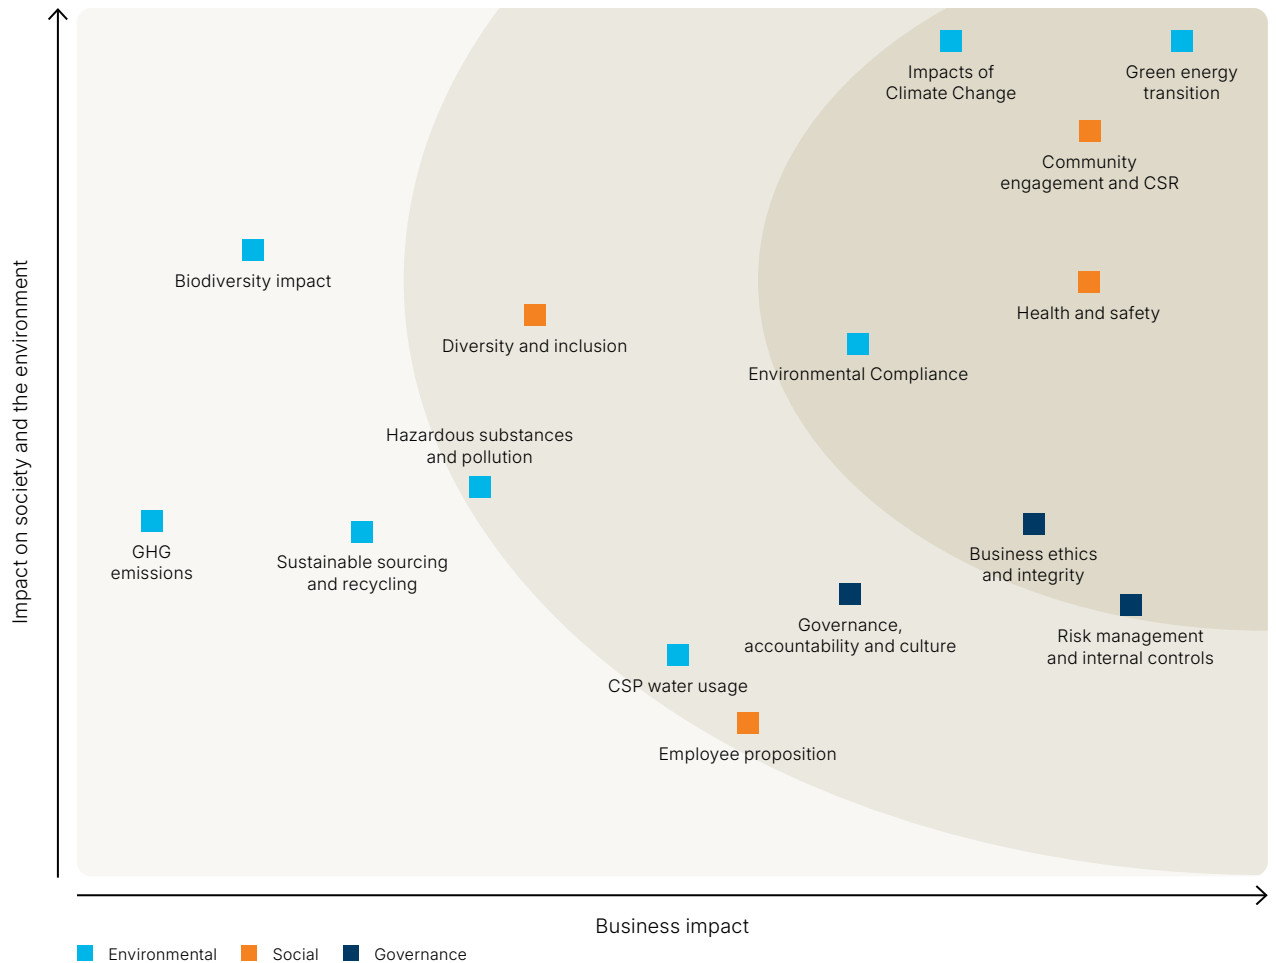 Impacts of
Climate Change
Green energy
transition
Community
engagement and CSR
Biodiversity impact
Health and safety
Diversity and inclusion
Environmental Compliance
Hazardous substances
and pollution
GHG
emissions
Sustainable sourcing
and recycling
Business ethics
and integrity
Governance,
accountability and culture
Risk management
and internal controls
CSP water usage
Employee proposition
Impact on society and the environment
Business impact
Environmental
Social
Governance